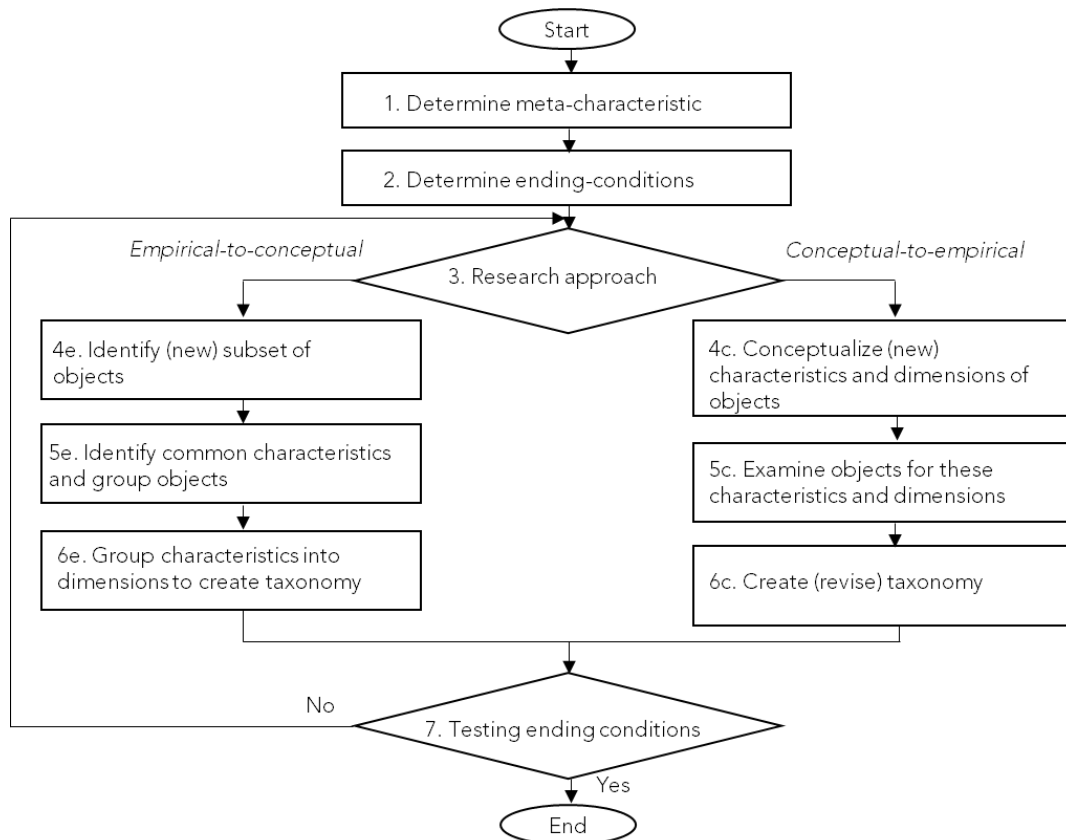 Start
1. Determine meta-characteristic
2. Determine ending-conditions
Empirical-to-conceptual
Conceptual-to-empirical
3. Research approach
4e. Identify (new) subset of
objects
4c. Conceptualize (new)
characteristics and dimensions of
objects
5e. Identify common characteristics
and group objects
5c. Examine objects for these
characteristics and dimensions
6e. Group characteristics into
dimensions to create taxonomy
6c. Create (revise) taxonomy
No
7. Testing ending conditions
Yes
End